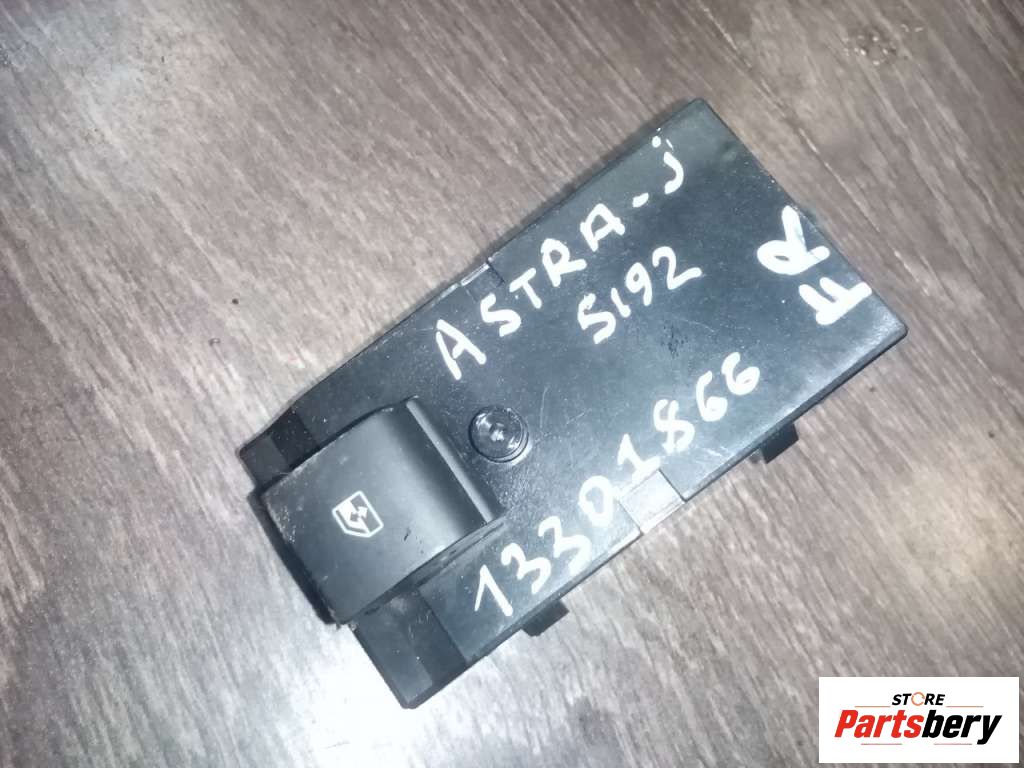 ASTRA-j
5192
FR
13301866
STORE
Partsbery